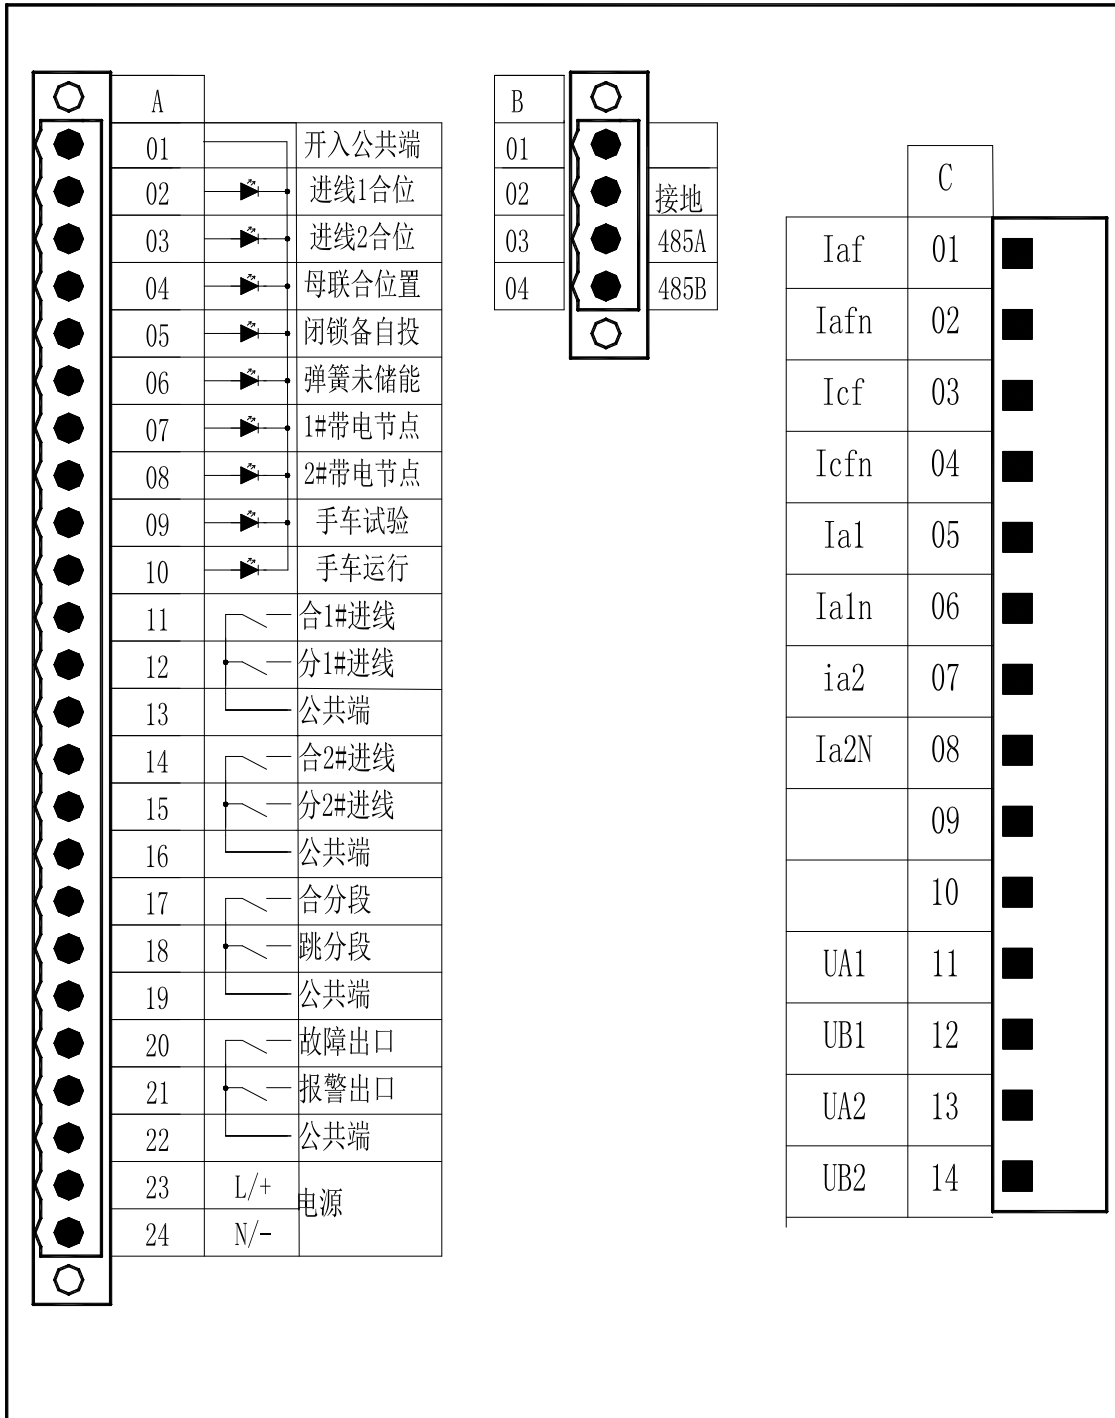 A
01 开入公共端
02 进线1合位
03 进线2合位
04 母联合位置
05 闭锁备自投
06 弹簧未储能
07 1#带电节点
08 2#带电节点
09 手车试验
10 手车运行
11 合1#进线
12 分1#进线
13 公共端
14 合2#进线
15 分2#进线
16 公共端
17 合分段
18 跳分段
19 公共端
20 故障出口
21 报警出口
22 公共端
23 L/+ 电源
24 N/-
B
01
02 接地
03 485A
04 485B
C
Iaf 01
Iafn 02
Icf 03
Icfn 04
Ia1 05
Ia1n 06
ia2 07
Ia2N 08
09
10
UA1 11
UB1 12
UA2 13
UB2 14